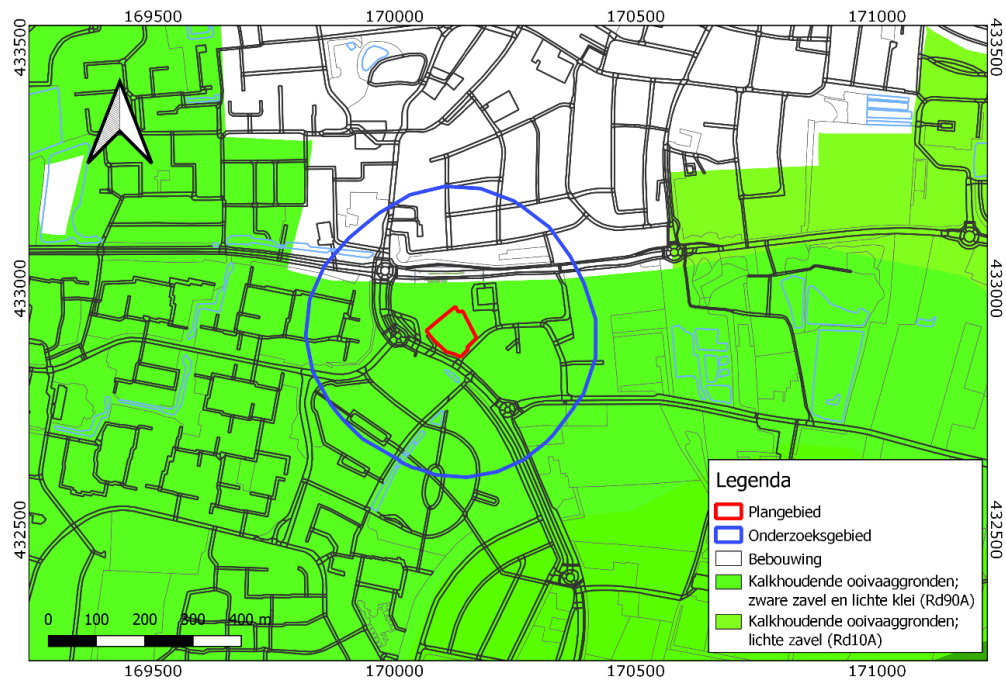 169500 170000 170500 171000
433500 433500
433000 433000
432500 432500
Legenda
Plangebied
Onderzoeksgebied
Bebouwing
Kalkhoudende ooivaaggronden;
zware zavel en lichte klei (Rd90A)
Kalkhoudende ooivaaggronden;
lichte zavel (Rd10A)
0 100 200 300 400 m
169500 170000 170500 171000